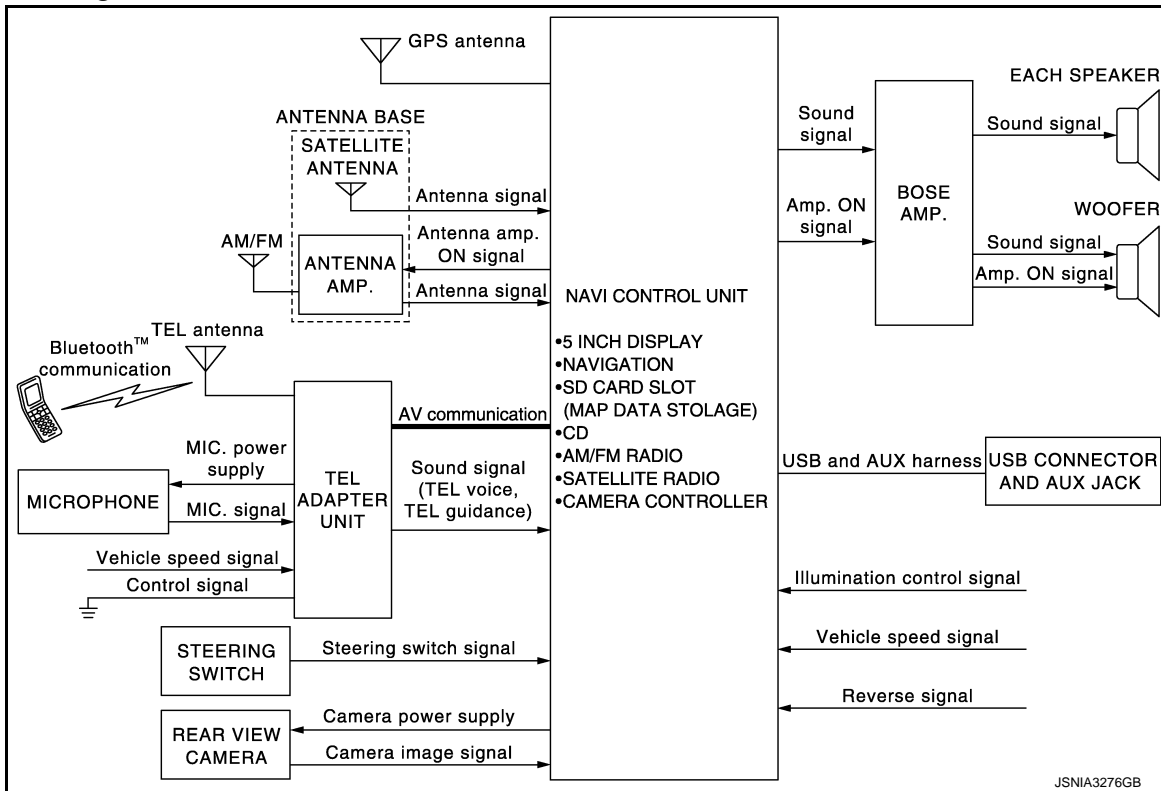 GPS antenna
ANTENNA BASE
SATELLITE
ANTENNA
Antenna signal
AM/FM
Antenna amp.
ON signal
ANTENNA
AMP.
Antenna signal
TEL antenna
Bluetooth™
communication
AV communication
MIC. power
supply
MICROPHONE
MIC. signal
TEL
ADAPTER
UNIT
Sound signal
(TEL voice,
TEL guidance)
Vehicle speed signal
Control signal
STEERING
SWITCH
Steering switch signal
REAR VIEW
CAMERA
Camera power supply
Camera image signal
NAVI CONTROL UNIT
•5 INCH DISPLAY
•NAVIGATION
•SD CARD SLOT
(MAP DATA STOLAGE)
•CD
•AM/FM RADIO
•SATELLITE RADIO
•CAMERA CONTROLLER
Sound
signal
Amp. ON
signal
BOSE
AMP.
EACH SPEAKER
Sound signal
WOOFER
Sound signal
Amp. ON signal
USB and AUX harness
USB CONNECTOR
AND AUX JACK
Illumination control signal
Vehicle speed signal
Reverse signal
JSNIA3276GB